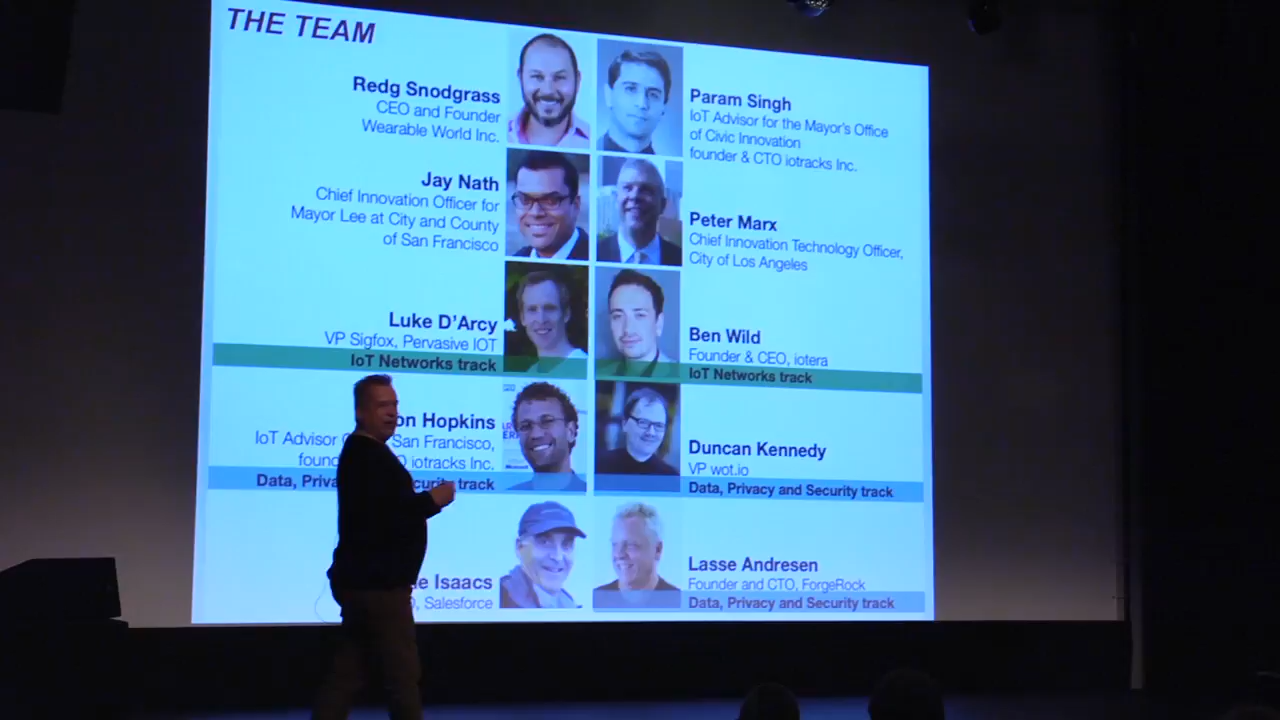 THE TEAM
Redg Snodgrass
CEO and Founder
Wearable World Inc.
Param Singh
IoT Advisor for the Mayor's Office
of Civic Innovation
founder & CTO iotracks Inc.
Jay Nath
Chief Innovation Officer for
Mayor Lee at City and County
of San Francisco
Peter Marx
Chief Innovation Technology Officer,
City of Los Angeles
Luke D'Arcy
VP Sigfox, Pervasive IOT
IoT Networks track
Ben Wild
Founder & CEO, iotera
IoT Networks track
Hopkins
IoT Advisor San Francisco,
iotracks Inc.
Data, track
Duncan Kennedy
VP wot.io
Data, Privacy and Security track
Isaacs
Salesforce
Lasse Andresen
Founder and CTO, ForgeRock
Data, Privacy and Security track